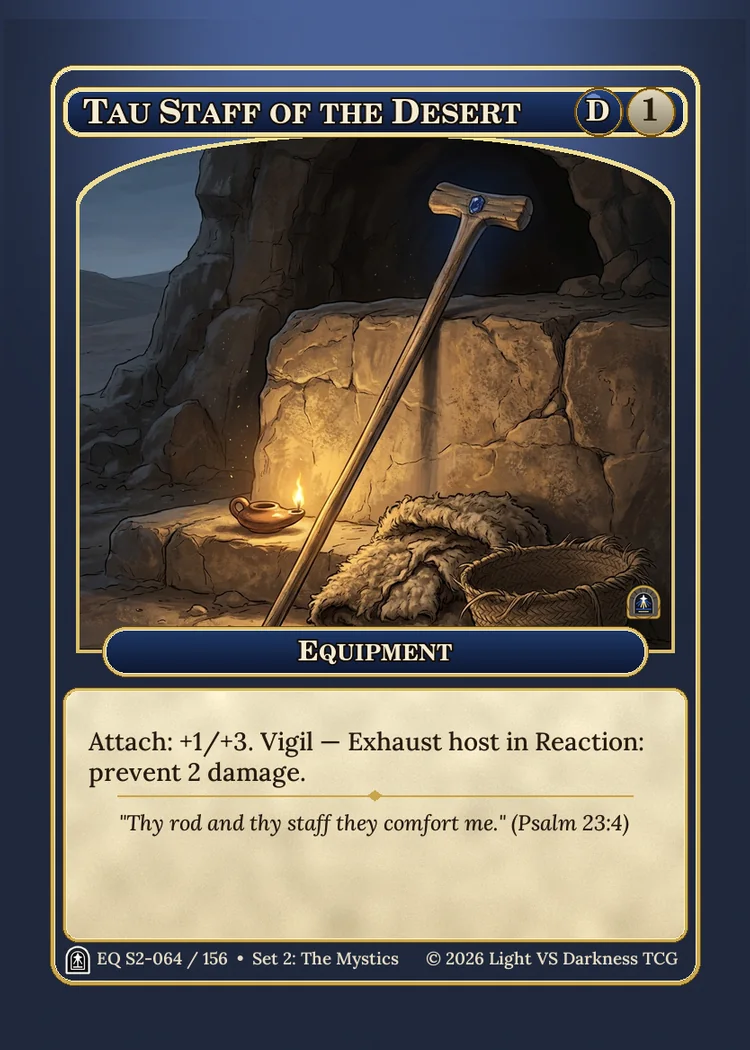 Tau Staff of the Desert D 1
Equipment
Attach: +1/+3. Vigil — Exhaust host in Reaction:
prevent 2 damage.
"Thy rod and thy staff they comfort me." (Psalm 23:4)
EQ S2-064 / 156 • Set 2: The Mystics © 2026 Light VS Darkness TCG